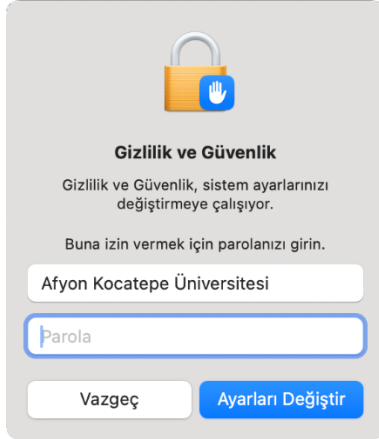 Gizlilik ve Güvenlik
Gizlilik ve Güvenlik, sistem ayarlarınızı
değiştirmeye çalışıyor.
Buna izin vermek için parolanızı girin.
Afyon Kocatepe Üniversitesi
Parola
Vazgeç
Ayarları Değiştir